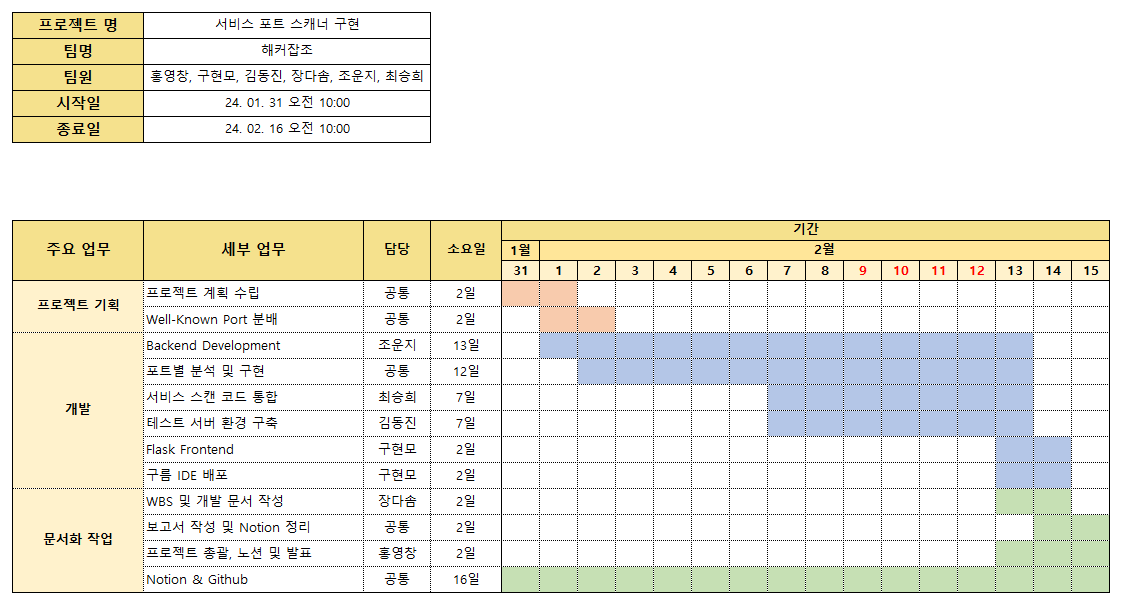 프로젝트 명 서비스 포트 스캐너 구현
팀명 해커잡조
팀원 홍영창, 구현모, 김동진, 장다솜, 조운지, 최승희
시작일 24. 01. 31 오전 10:00
종료일 24. 02. 16 오전 10:00
주요 업무 세부 업무 담당 소요일 기간
1월 2월
31 1 2 3 4 5 6 7 8 9 10 11 12 13 14 15
프로젝트 기획
프로젝트 계획 수립 공통 2일
Well-Known Port 분배 공통 2일
개발
Backend Development 조운지 13일
포트별 분석 및 구현 공통 12일
서비스 스캔 코드 통합 최승희 7일
테스트 서버 환경 구축 김동진 7일
Flask Frontend 구현모 2일
구름 IDE 배포 구현모 2일
문서화 작업
WBS 및 개발 문서 작성 장다솜 2일
보고서 작성 및 Notion 정리 공통 2일
프로젝트 총괄, 노션 및 발표 홍영창 2일
Notion & Github 공통 16일